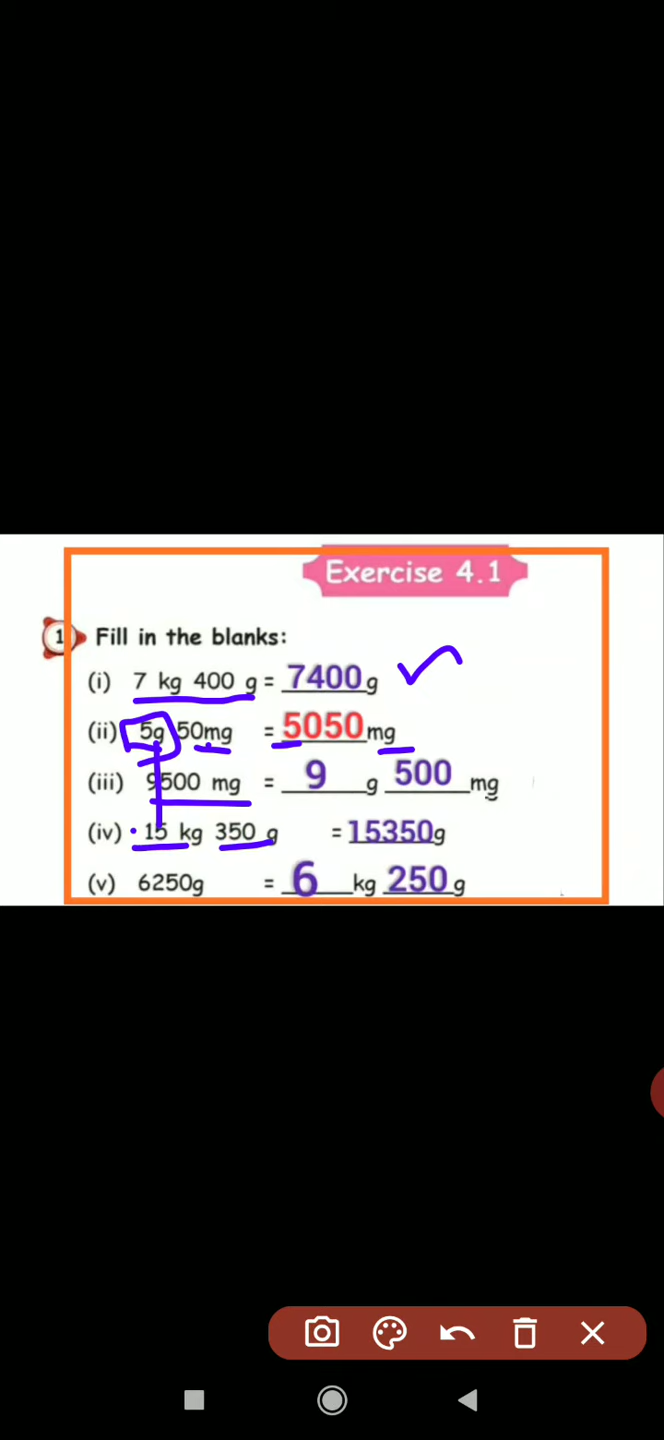 Exercise 4.1
1 Fill in the blanks:
(i) 7 kg 400 g = 7400 g
(ii) 5g 50mg = 5050 mg
(iii) 9500 mg = 9 g 500 mg
(iv) 15 kg 350 g = 15350g
(v) 6250g = 6 kg 250 g